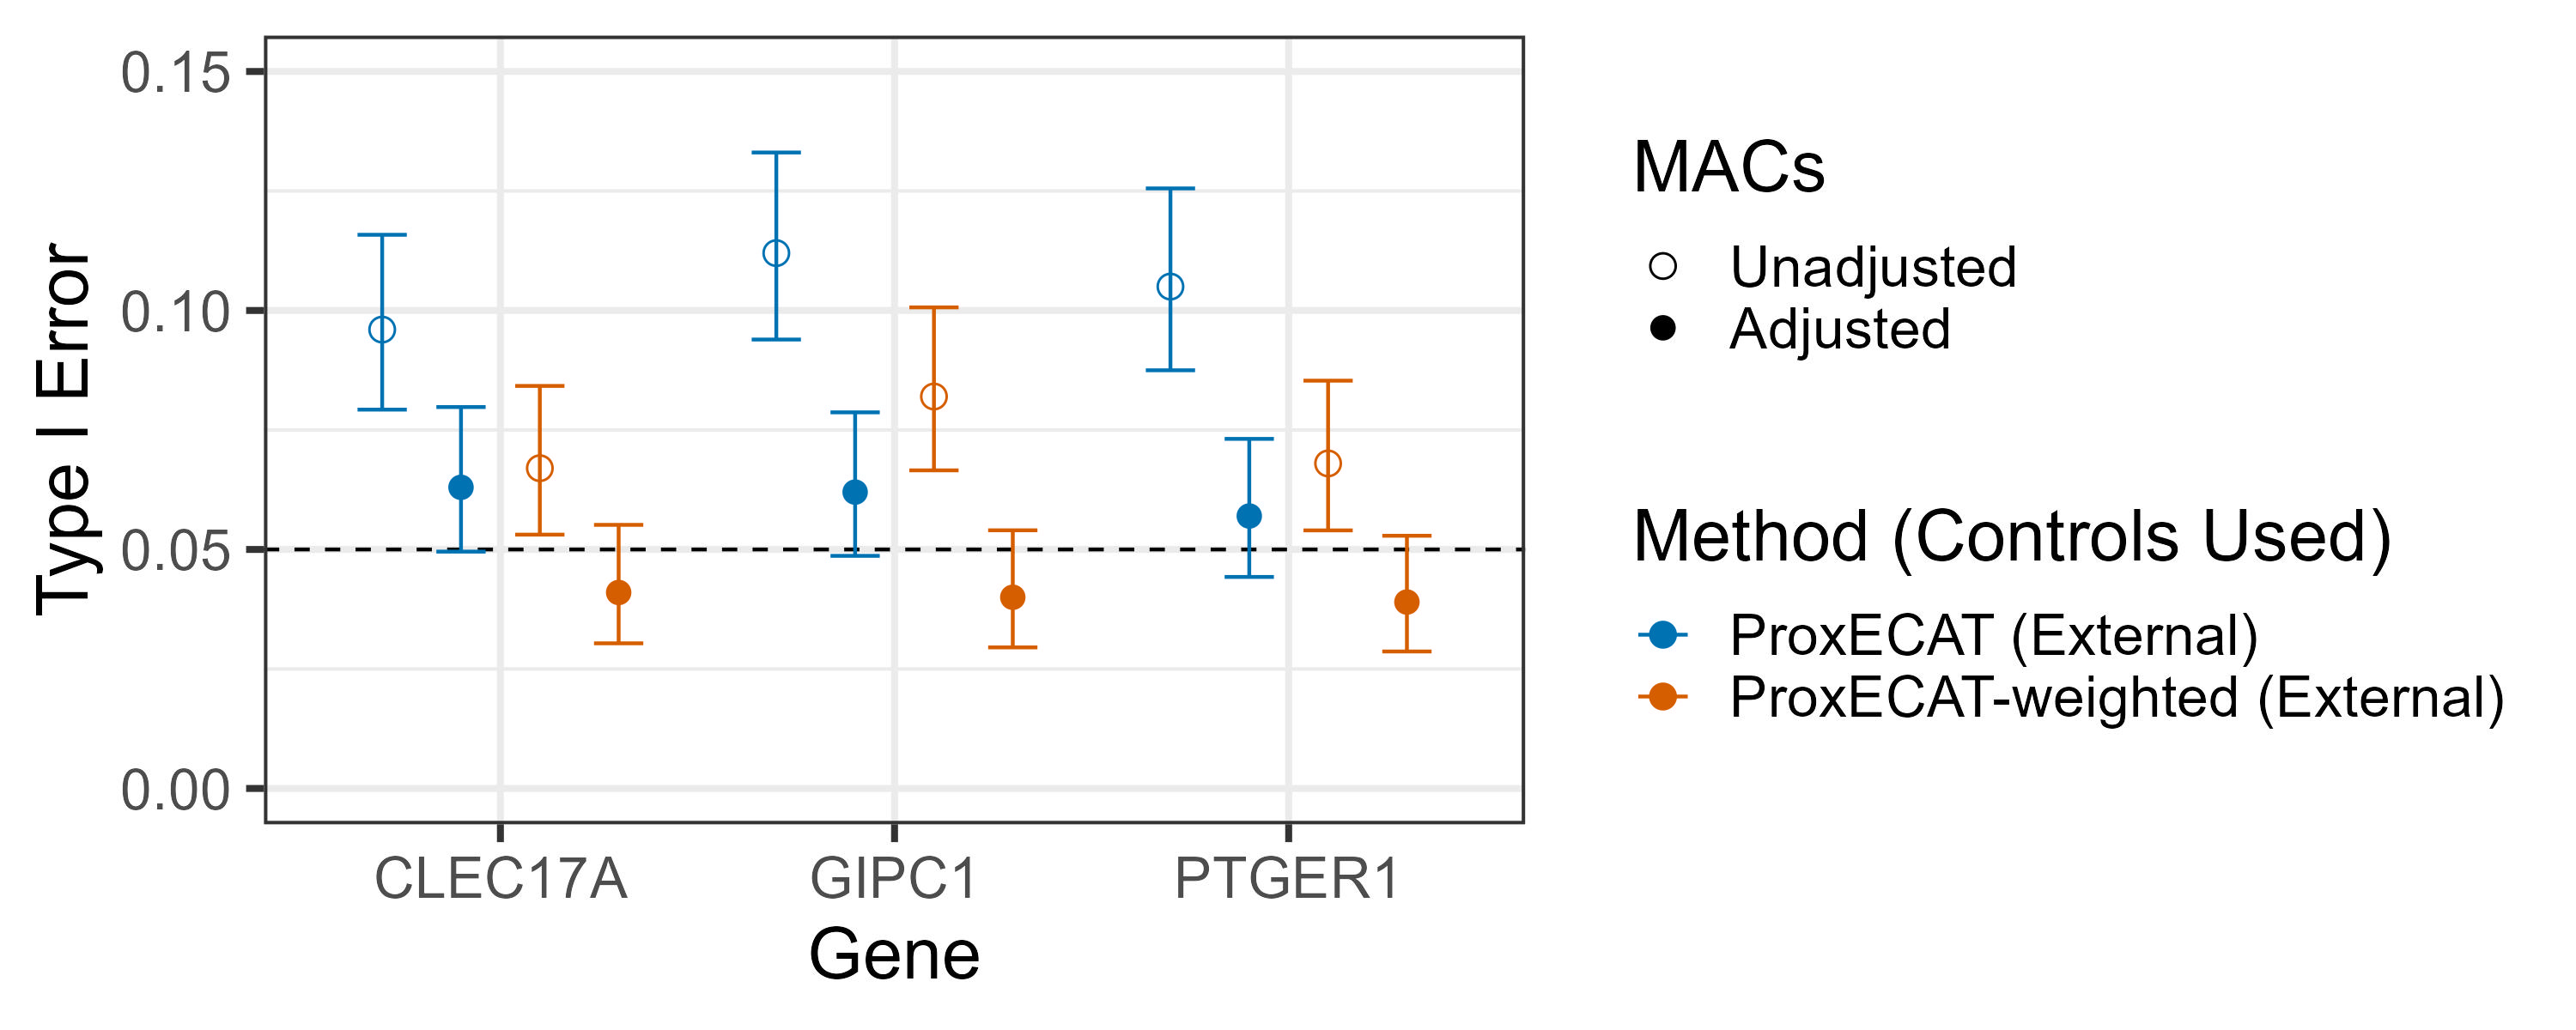 Type I Error
0.15
0.10
0.05
0.00
CLEC17A
GIPC1
PTGER1
Gene
MACs
Unadjusted
Adjusted
Method (Controls Used)
ProxECAT (External)
ProxECAT-weighted (External)